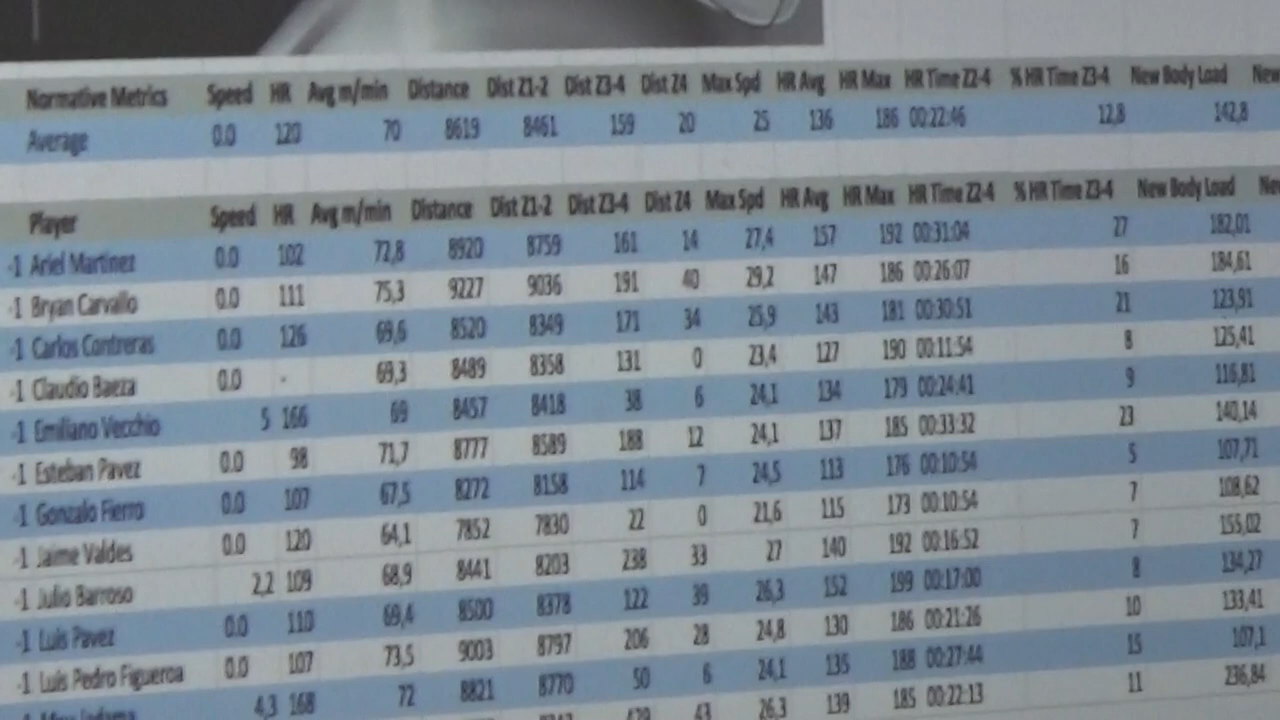 Normative Metrics Speed HR Avg m/min Distance Dist Z1-2 Dist Z3-4 Dist Z4 Max Spd HR Avg HR Max HR Time Z2-4 % HR Time Z3-4 New Body Load New
Average 0.0 120 70 8619 8461 159 20 25 136 186 00:22:46 12,8 142,8
Player Speed HR Avg m/min Distance Dist Z1-2 Dist Z3-4 Dist Z4 Max Spd HR Avg HR Max HR Time Z2-4 % HR Time Z3-4 New Body Load New
-1 Ariel Martinez 0.0 102 72,8 8920 8759 161 14 27,4 157 192 00:31:04 27 182,01
-1 Bryan Carvallo 0.0 111 75,3 9227 9036 191 40 29,2 147 186 00:26:07 16 184,61
-1 Carlos Contreras 0.0 126 69,6 8520 8349 171 34 25,9 143 181 00:30:51 21 123,91
-1 Claudio Baeza 0.0 - 69,3 8489 8358 131 0 23,4 127 190 00:11:54 8 125,41
-1 Emiliano Vecchio 5 166 69 8457 8418 38 6 24,1 134 179 00:24:41 9 116,81
-1 Esteban Pavez 0.0 98 71,7 8777 8589 188 12 24,1 137 185 00:33:32 23 140,14
-1 Gonzalo Fierro 0.0 107 67,5 8272 8158 114 7 24,5 113 176 00:10:54 5 107,71
-1 Jaime Valdes 0.0 120 64,1 7852 7830 22 0 21,6 115 173 00:10:54 7 108,62
-1 Julio Barroso 2,2 109 68,9 8441 8203 238 33 27 140 192 00:16:52 7 155,02
-1 Luis Pavez 0.0 110 69,4 8500 8378 122 39 26,3 152 199 00:17:00 8 134,27
-1 Luis Pedro Figueroa 0.0 107 73,5 9003 8797 206 28 24,8 130 186 00:21:26 10 133,41
4,3 168 72 8821 8770 50 6 24,1 135 188 00:27:44 15 107,1
43 26,3 139 185 00:22:13 11 236,84